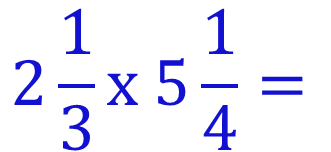 2 1/3 x 5 1/4 =